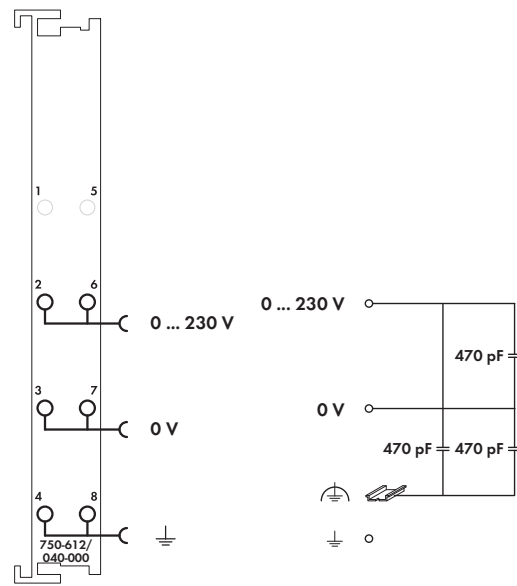 1 5
2 6
0 ... 230 V
3 7
0 V
4 8
750-612/
040-000
0 ... 230 V
470 pF
0 V
470 pF 470 pF